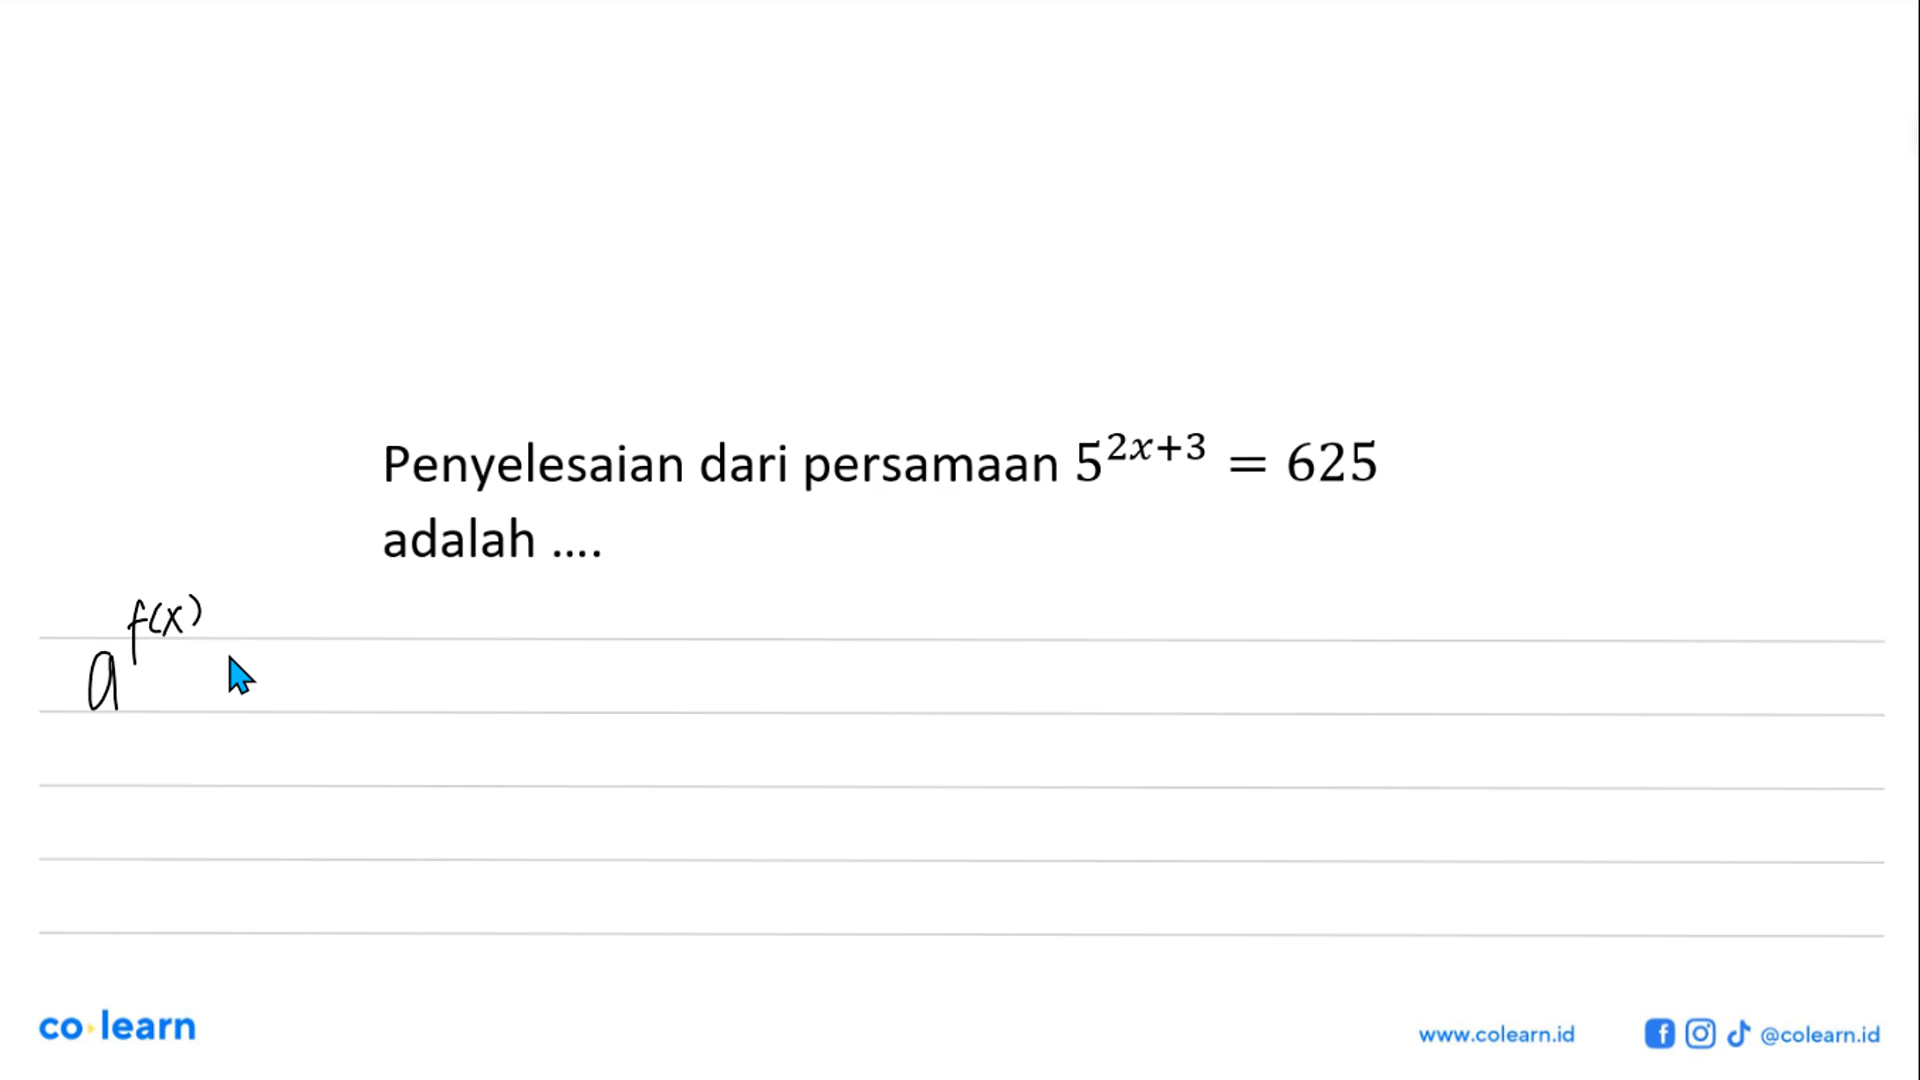 Penyelesaian dari persamaan $5^{2x+3} = 625$
adalah ....
$a^{f(x)}$
co learn
www.colearn.id
@colearn.id